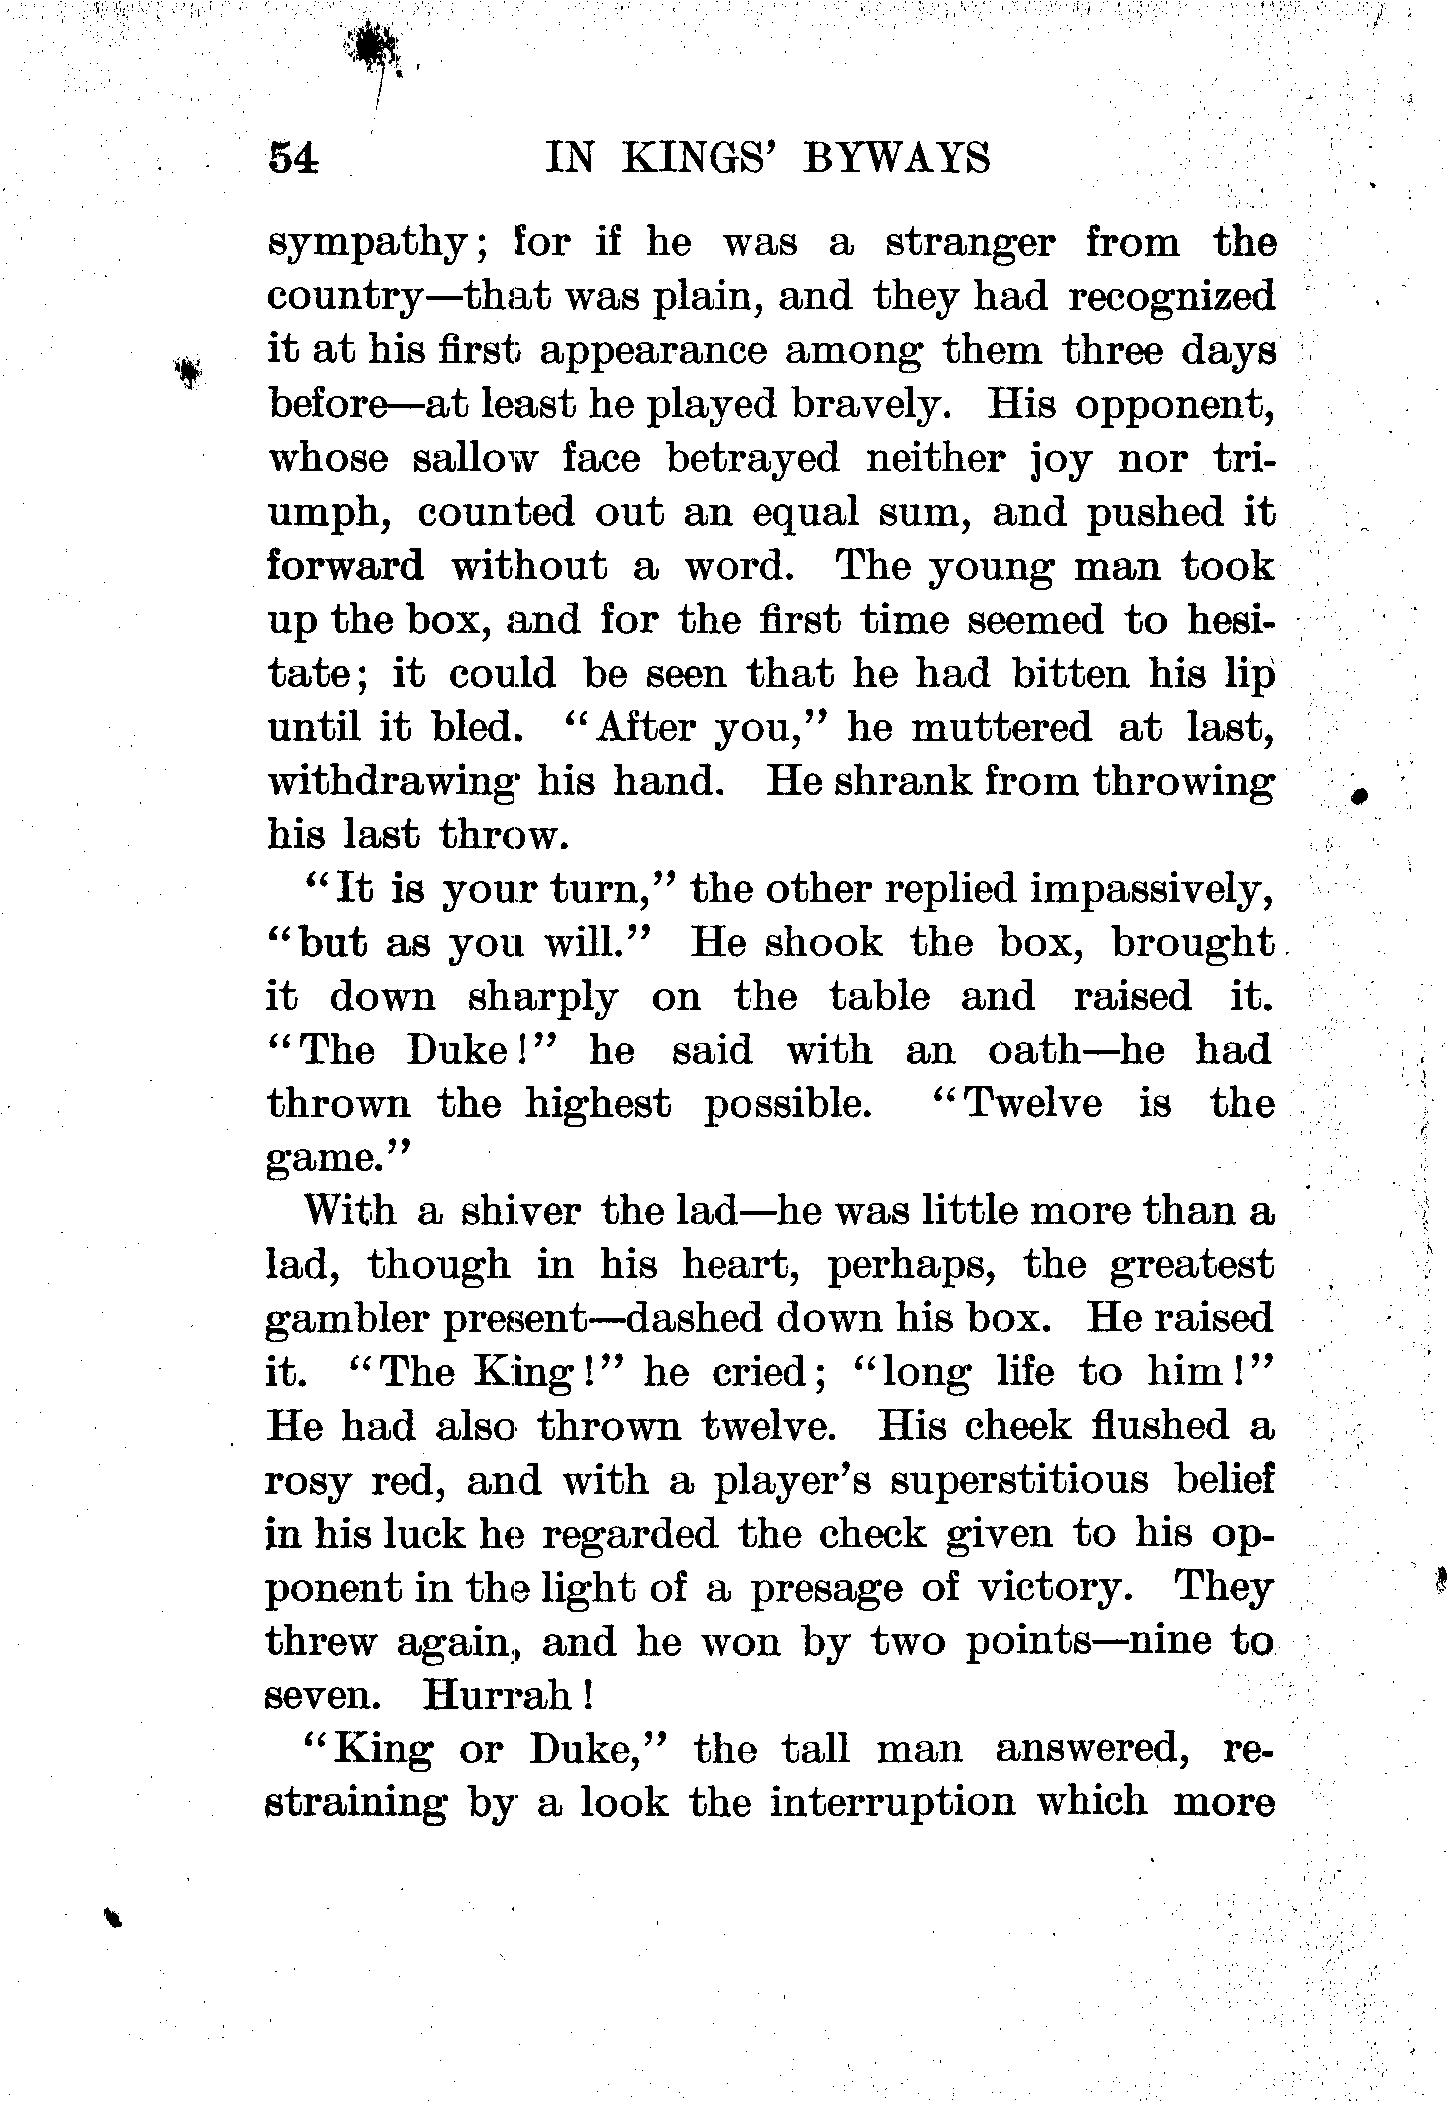 54 IN KINGS' BYWAYS
sympathy; for if he was a stranger from the
country—that was plain, and they had recognized
it at his first appearance among them three days
before—at least he played bravely. His opponent,
whose sallow face betrayed neither joy nor tri-
umph, counted out an equal sum, and pushed it
forward without a word. The young man took
up the box, and for the first time seemed to hesi-
tate; it could be seen that he had bitten his lip
until it bled. "After you," he muttered at last,
withdrawing his hand. He shrank from throwing
his last throw.
"It is your turn," the other replied impassively,
"but as you will." He shook the box, brought
it down sharply on the table and raised it.
"The Duke!" he said with an oath—he had
thrown the highest possible. "Twelve is the
game."
With a shiver the lad—he was little more than a
lad, though in his heart, perhaps, the greatest
gambler present—dashed down his box. He raised
it. "The King!" he cried; "long life to him!"
He had also thrown twelve. His cheek flushed a
rosy red, and with a player's superstitious belief
in his luck he regarded the check given to his op-
ponent in the light of a presage of victory. They
threw again, and he won by two points—nine to
seven. Hurrah!
"King or Duke," the tall man answered, re-
straining by a look the interruption which more